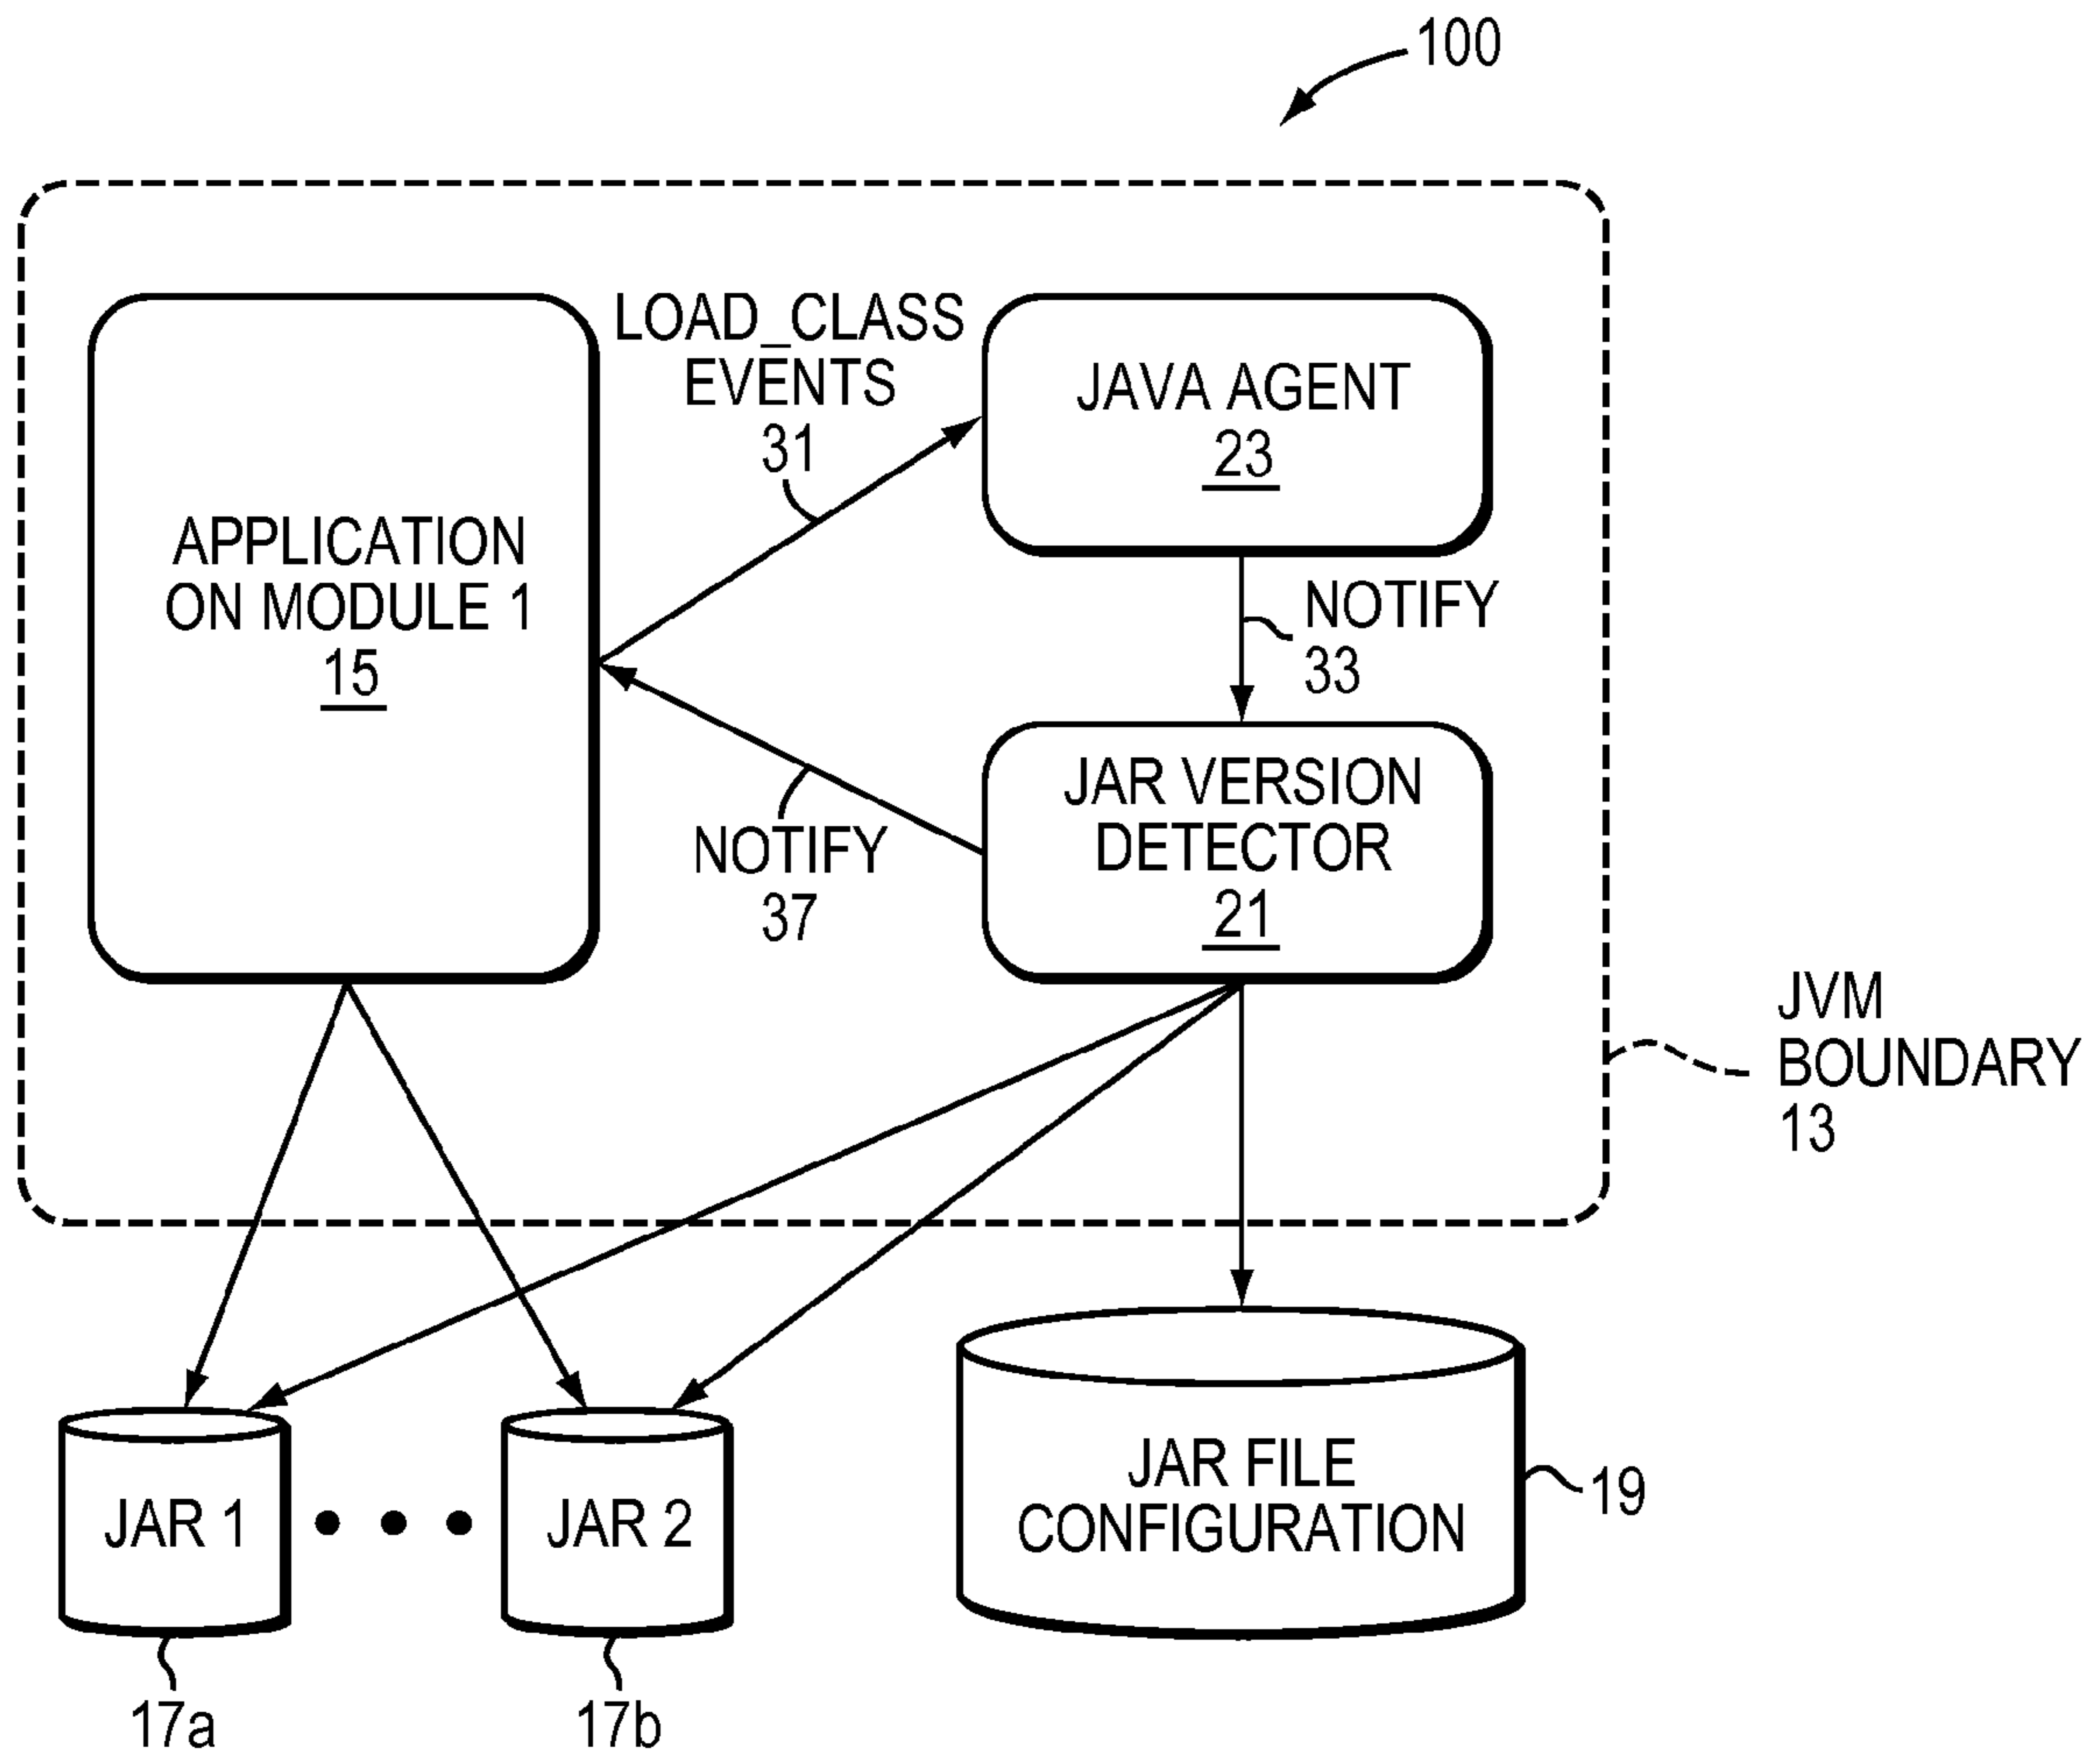 100
LOAD_CLASS
EVENTS
31
JAVA AGENT
23
APPLICATION
ON MODULE 1
15
NOTIFY
33
JAR VERSION
DETECTOR
21
NOTIFY
37
JVM
BOUNDARY
13
JAR 1
JAR 2
JAR FILE
CONFIGURATION
19
17a
17b